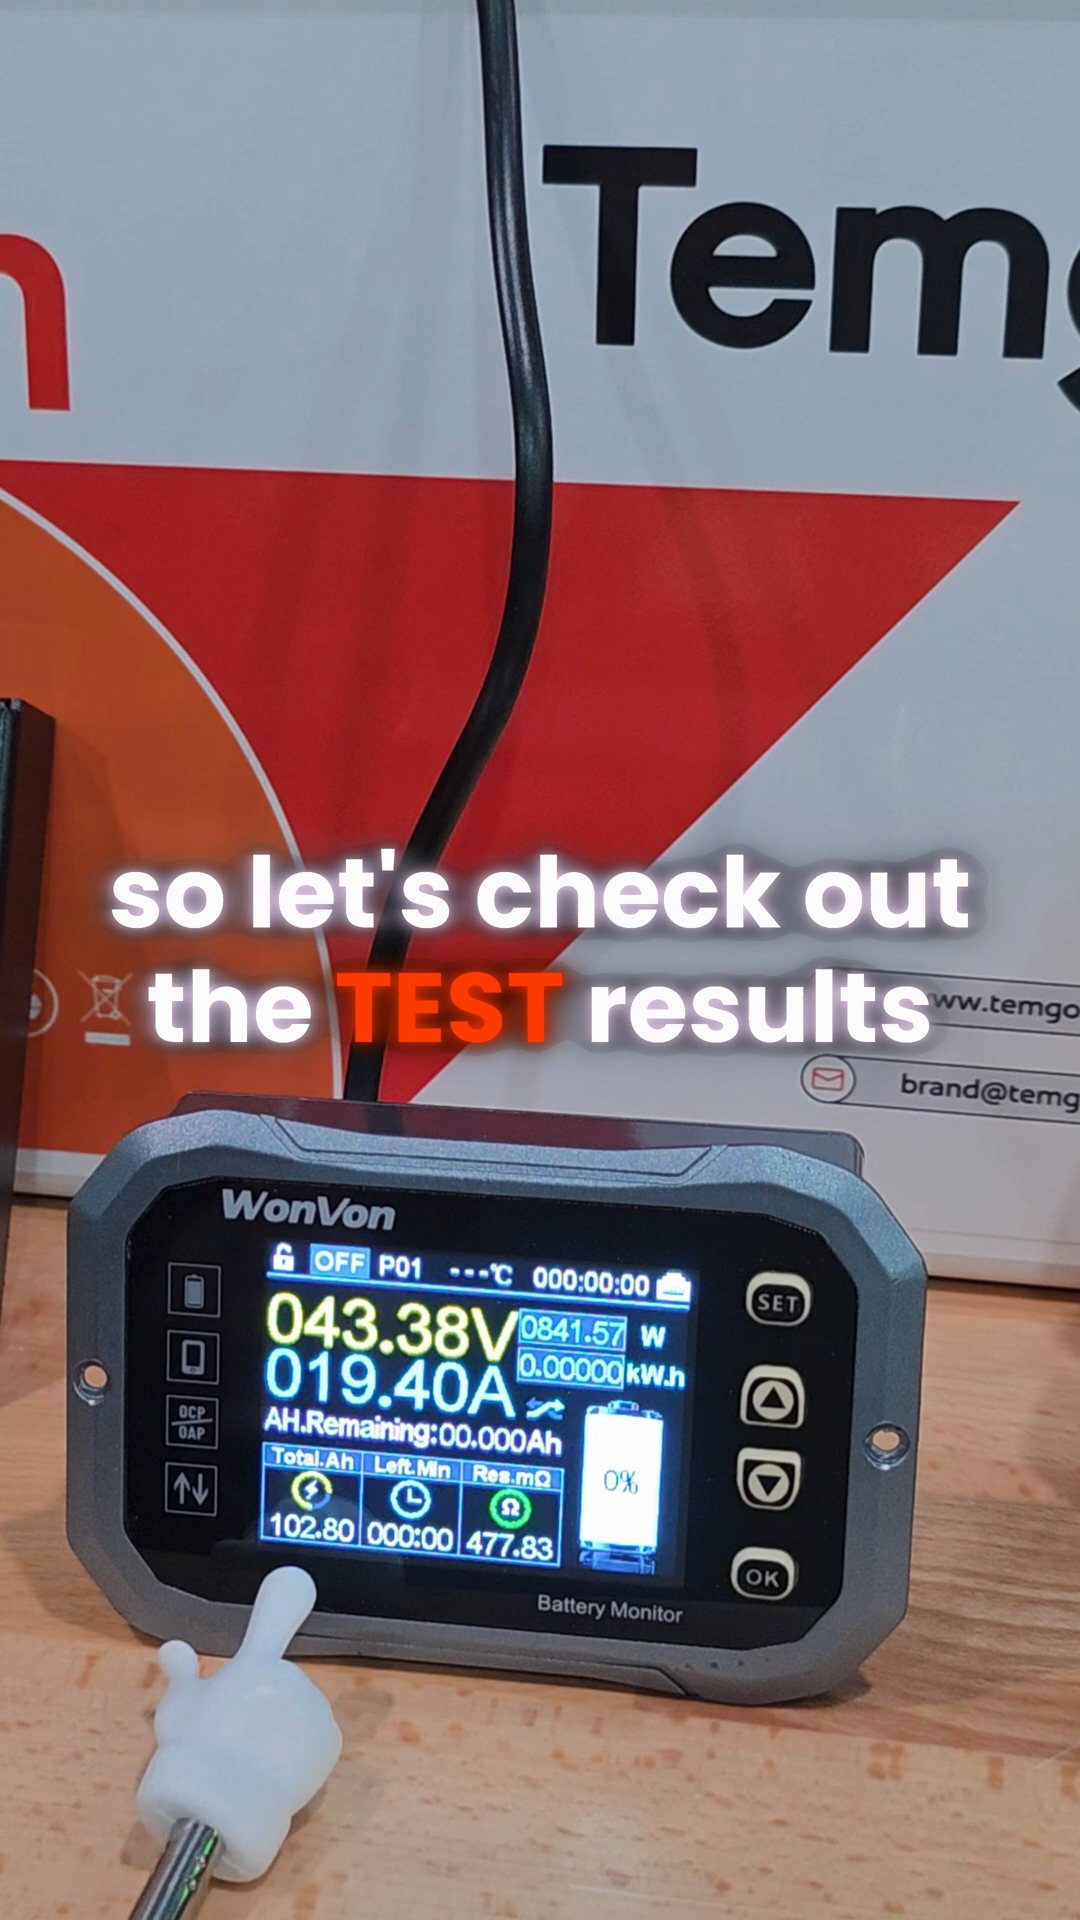 Temg
so let's check out
the TEST results
ww.temgo
brand@temg
WonVon
OFF P01 ---℃ 000:00:00
043.38V 0841.57 W
019.40A 0.00000 kW.h
AH.Remaining:00.000Ah
Total.Ah Left.Min Res.mΩ
Ω
102.80 000:00 477.83
0%
OCP
OAP
SET
OK
Battery Monitor